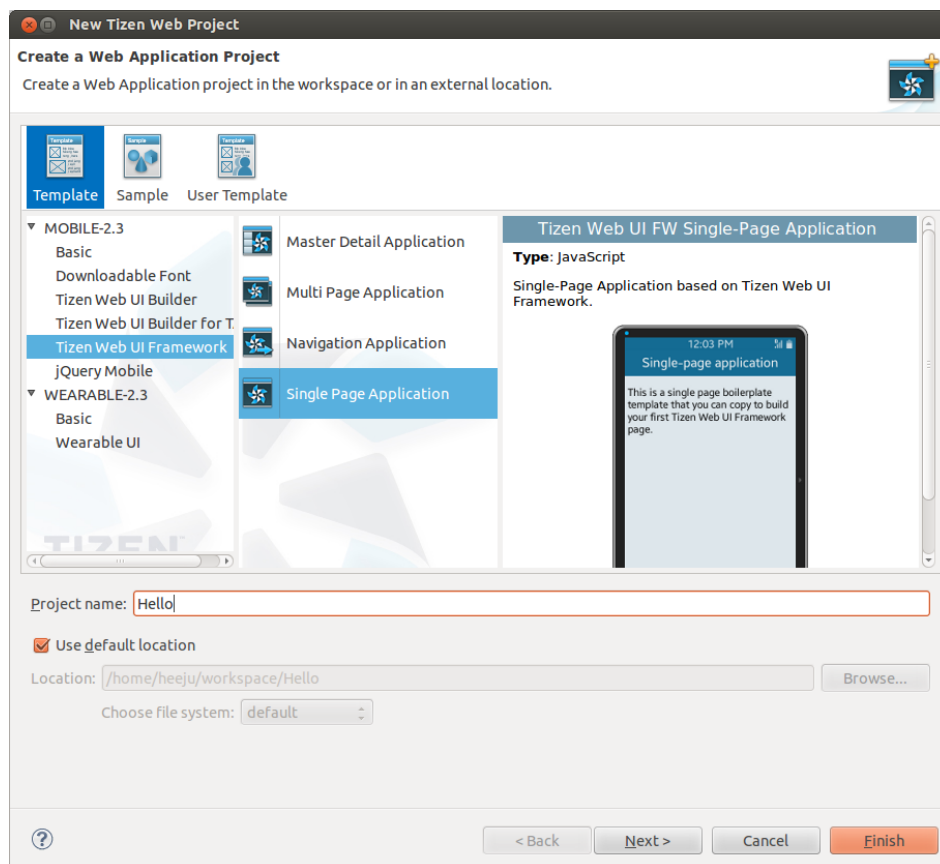 New Tizen Web Project
Create a Web Application Project
Create a Web Application project in the workspace or in an external location.
Template
Sample
User Template
MOBILE-2.3
Basic
Downloadable Font
Tizen Web UI Builder
Tizen Web UI Builder for T
Tizen Web UI Framework
jQuery Mobile
WEARABLE-2.3
Basic
Wearable UI
TIZEN
Master Detail Application
Multi Page Application
Navigation Application
Single Page Application
Tizen Web UI FW Single-Page Application
Type: JavaScript
Single-Page Application based on Tizen Web UI
Framework.
12:03 PM
Single-page application
This is a single page boilerplate
template that you can copy to build
your first Tizen Web UI Framework
page.
Project name: Hello
Use default location
Location: /home/heeju/workspace/Hello
Browse...
Choose file system: default
? < Back Next > Cancel Finish